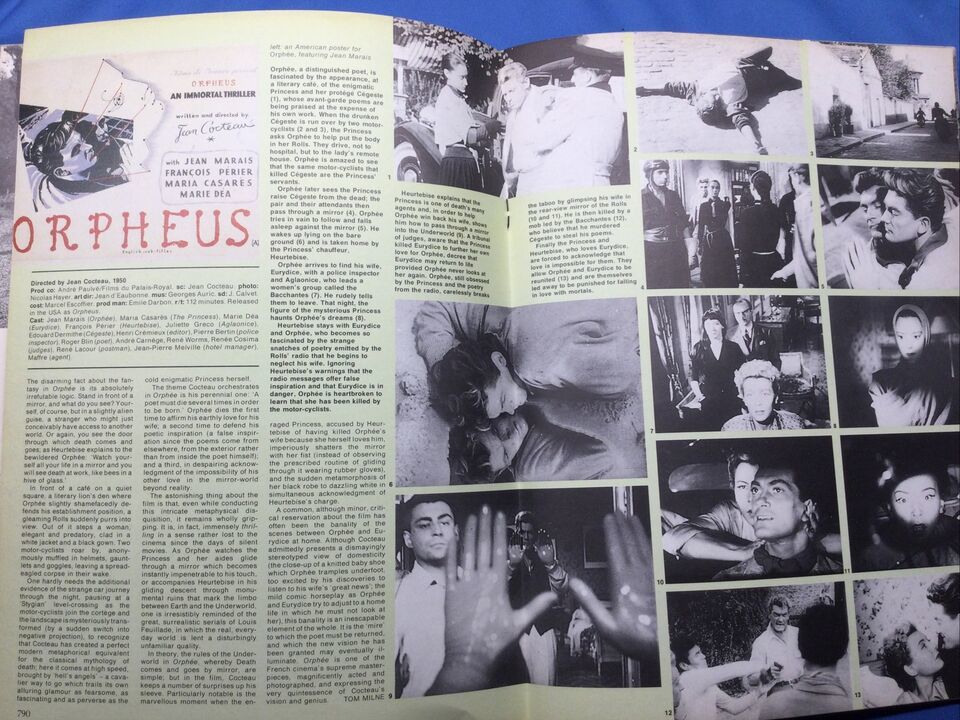 ORPHEUS
AN IMMORTAL THRILLER
written and directed by
Jean Cocteau
with JEAN MARAIS
FRANÇOIS PÉRIER
MARIA CASARES
MARIE DEA
ORPHEUS
English sub-titles
[A]
Directed by Jean Cocteau, 1950
Prod co: André Paulvé/Films du Palais-Royal. sc: Jean Cocteau photo:
Nicolas Hayer. art dir: Jean d'Eaubonne. mus: Georges Auric. sd: J. Calvet.
cost: Marcel Escoffier. prod man: Emile Darbon. r/t: 112 minutes. Released
in the USA as Orpheus.
Cast: Jean Marais (Orphée), Maria Casarès (The Princess), Marie Déa
(Eurydice), François Périer (Heurtebise), Juliette Greco (Aglaonice),
Edouard Dermithe (Cégeste), Henri Crémieux (editor), Pierre Bertin (police
inspector), Roger Blin (poet), André Carnège, René Worms, Renée Cosima
(judges), René Lacour (postman), Jean-Pierre Melville (hotel manager),
Maffre (agent).
The disarming fact about the fan-
tasy in Orphée is its absolutely
irrefutable logic. Stand in front of a
mirror, and what do you see? Your-
self, of course, but in a slightly alien
guise, a stranger who might just
conceivably have access to another
world. Or again, you see the door
through which death comes and
goes, as Heurtebise explains to the
bewildered Orphée: 'Watch your-
self all your life in a mirror and you
will see death at work, like bees in a
hive of glass.'
In front of a café on a quiet
square, a literary lion's den where
Orphée slightly shamefacedly de-
fends his establishment position, a
gleaming Rolls suddenly purrs into
view. Out of it steps a woman,
elegant and predatory, clad in a
white jacket and a black gown. Two
motor-cyclists roar by, anony-
mously muffled in helmets, gaunt-
lets and goggles, leaving a spread-
eagled corpse in their wake.
One hardly needs the additional
evidence of the strange car journey
through the night, pausing at a
'Stygian' level-crossing as the
motor-cyclists join the cortège and
the landscape is mysteriously trans-
formed (by a sudden switch into
negative projection), to recognize
that Cocteau has created a perfect
modern metaphorical equivalent
for the classical mythology of
death; here it comes at high speed,
brought by 'hell's angels' – a cava-
lier way to go which trails its own
alluring glamour as fearsome, as
fascinating and as perverse as the
790
cold enigmatic Princess herself.
The theme Cocteau orchestrates
in Orphée is his perennial one: 'A
poet must die several times in order
to be born.' Orphée dies the first
time to affirm his earthly love for his
wife; a second time to defend his
poetic inspiration (a false inspir-
ation since the poems come from
elsewhere, from the exterior rather
than from inside the poet himself);
and a third, in despairing acknow-
ledgment of the impossibility of his
other love in the mirror-world
beyond reality.
The astonishing thing about the
film is that, even while conducting
this intricate metaphysical dis-
quisition, it remains wholly grip-
ping. It is, in fact, immensely thril-
ling in a sense rather lost to the
cinema since the days of silent
movies. As Orphée watches the
Princess and her aides glide
through a mirror which becomes
instantly impenetrable to his touch,
or accompanies Heurtebise in his
gliding descent through monu-
mental ruins that mark the limbo
between Earth and the Underworld,
one is irresistibly reminded of the
great, surrealistic serials of Louis
Feuillade, in which the real, every-
day world is lent a disturbingly
unfamiliar quality.
In theory, the rules of the Under-
world in Orphée, whereby Death
comes and goes by mirror, are
simple; but in the film, Cocteau
keeps a number of surprises up his
sleeve. Particularly notable is the
marvellous moment when the en-
left: an American poster for
Orphée, featuring Jean Marais
Orphée, a distinguished poet, is
fascinated by the appearance, at
a literary café, of the enigmatic
Princess and her protégé Cégeste
(1), whose avant-garde poems are
being praised at the expense of
his own work. When the drunken
Cégeste is run over by two motor-
cyclists (2 and 3), the Princess
asks Orphée to help put the body
in her Rolls. They drive, not to
hospital, but to the lady's remote
house. Orphée is amazed to see
that the same motor-cyclists that
killed Cégeste are the Princess'
servants.
Orphée later sees the Princess
raise Cégeste from the dead; the
pair and their attendants then
pass through a mirror (4). Orphée
tries in vain to follow and falls
asleep against the mirror (5). He
wakes up lying on the barren
ground (6) and is taken home by
the Princess' chauffeur,
Heurtebise.
Orphée arrives to find his wife,
Eurydice, with a police inspector
and Aglaonice, who leads a
women's group called the
Bacchantes (7). He rudely tells
them to leave. That night, the
figure of the mysterious Princess
haunts Orphée's dreams (8).
Heurtebise stays with Eurydice
and Orphée, who becomes so
fascinated by the strange
snatches of poetry emitted by the
Rolls' radio that he begins to
neglect his wife. Ignoring
Heurtebise's warnings that the
radio messages offer false
inspiration and that Eurydice is in
danger, Orphée is heartbroken to
learn that she has been killed by
the motor-cyclists.
raged Princess, accused by Heur-
tebise of having killed Orphée's
wife because she herself loves him,
imperiously shatters the mirror
with her fist (instead of observing
the prescribed routine of gliding
through it wearing rubber gloves),
and the sudden metamorphosis of
her black robe to dazzling white in
simultaneous acknowledgment of
Heurtebise's charge.
A common, although minor, criti-
cal reservation about the film has
been the banality of the
scenes between Orphée and Eu-
rydice at home. Although Cocteau
admittedly presents a dismayingly
stereotyped view of domesticity
(the close-up of a knitted baby shoe
which Orphée tramples underfoot,
too excited by his discoveries to
listen to his wife's 'great news'; the
mild comic horseplay as Orphée
and Eurydice try to adjust to a home
life in which he must not look at
her), this banality is an inescapable
element of the whole. It is the 'mire'
to which the poet must be returned,
and which the new vision he has
been granted may eventually il-
luminate. Orphée is one of the
French cinema's supreme master-
pieces, magnificently acted and
photographed, and expressing the
very quintessence of Cocteau's
vision and genius. TOM MILNE
1
Heurtebise explains that the
Princess is one of death's many
agents and, in order to help
Orphée win back his wife, shows
him how to pass through a mirror
into the Underworld (9). A tribunal
of judges, aware that the Princess
killed Eurydice to further her own
love for Orphée, decree that
Eurydice may return to life
provided Orphée never looks at
her again. Orphée, still obsessed
by the Princess and the poetry
from the radio, carelessly breaks
the taboo by glimpsing his wife in
the rear-view mirror of the Rolls
(10 and 11). He is then killed by a
mob led by the Bacchantes (12),
who believe that he murdered
Cégeste to steal his poems.
Finally the Princess and
Heurtebise, who loves Eurydice,
are forced to acknowledge that
love is impossible for them. They
allow Orphée and Eurydice to be
reunited (13) and are themselves
led away to be punished for falling
in love with mortals.
2
3
4
5
6
7
8
9
10
11
12
13